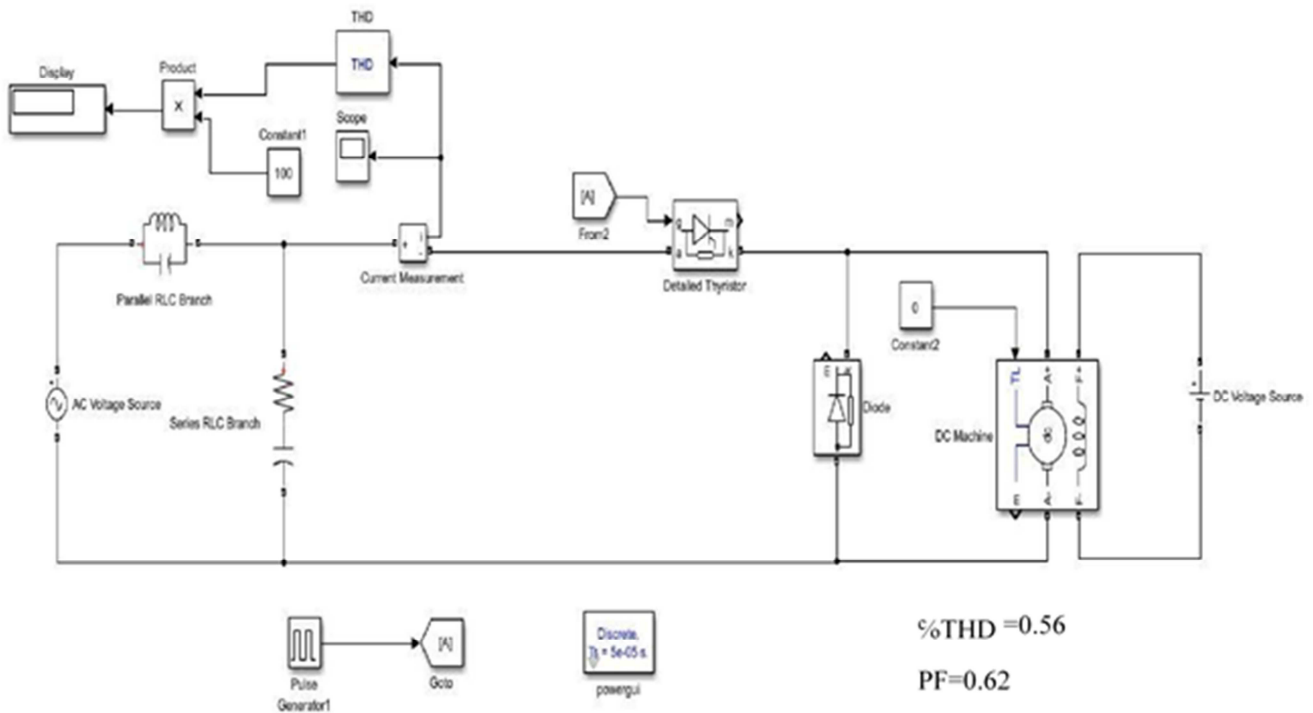 THD
THD
Display
Product
X
Scope
Constant1
100
[A]
From2
g
m
a
k
Detailed Thyristor
+
i
-
Current Measurement
Parallel RLC Branch
0
Constant2
AC Voltage Source
Series RLC Branch
Diode
TL
A+
F+
dc
DC Machine
A-
F-
DC Voltage Source
Pulse
Generator1
[A]
Goto
Discrete,
Ts = 5e-05 s.
powergui
%THD =0.56
PF=0.62